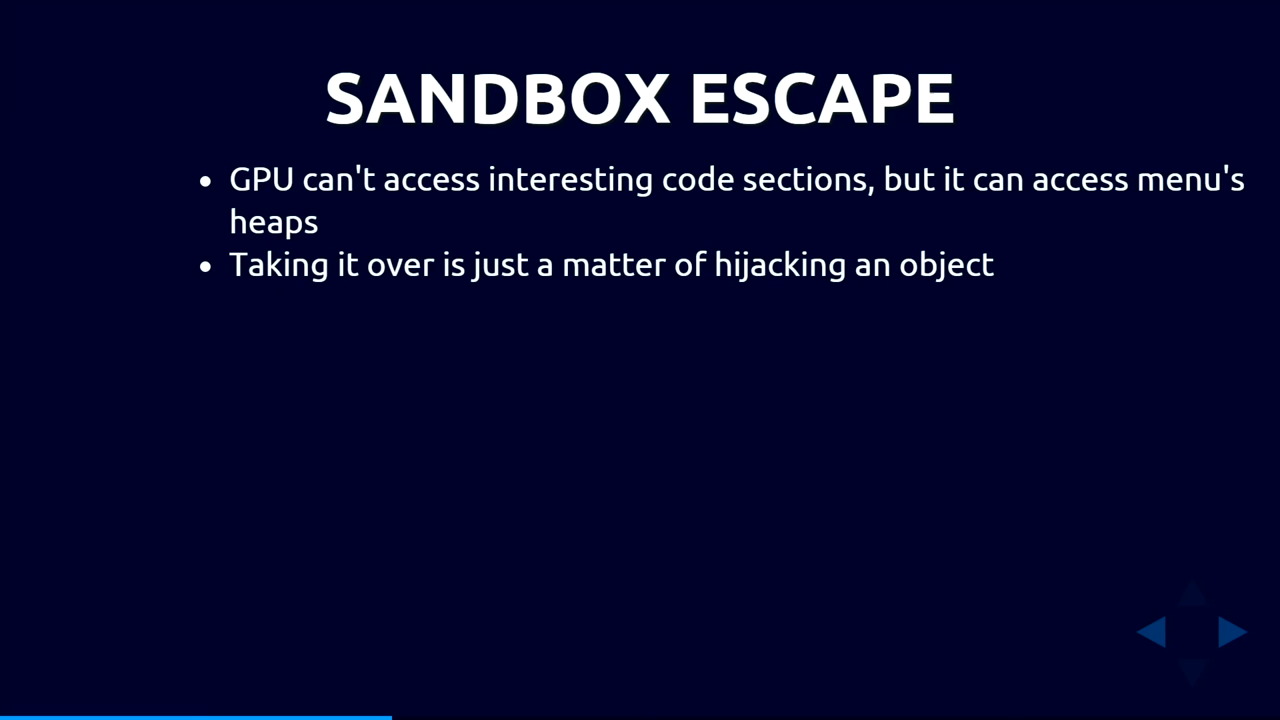 SANDBOX ESCAPE
• GPU can't access interesting code sections, but it can access menu's
heaps
• Taking it over is just a matter of hijacking an object